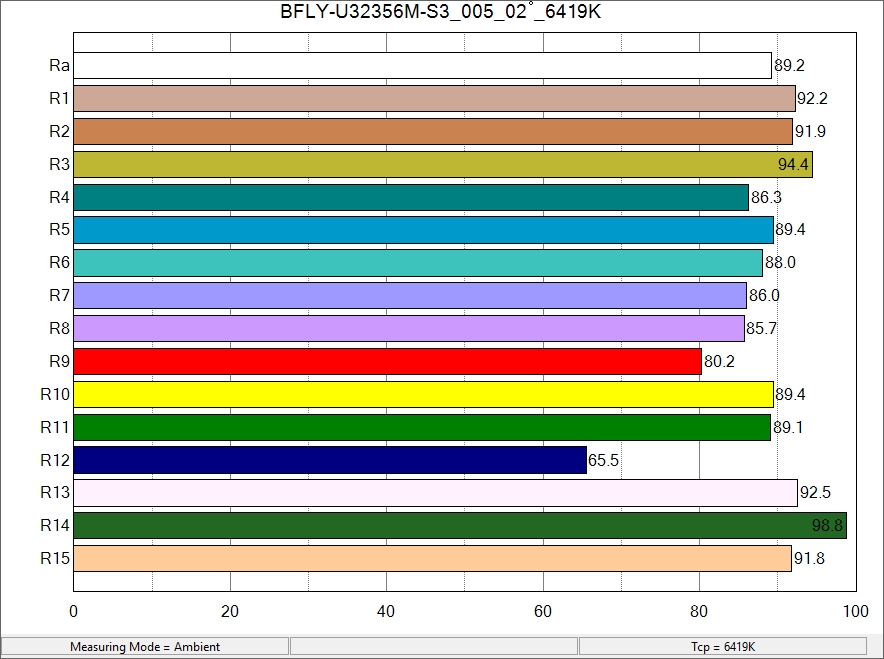 BFLY-U32356M-S3_005_02°_6419K
Ra 89.2
R1 92.2
R2 91.9
R3 94.4
R4 86.3
R5 89.4
R6 88.0
R7 86.0
R8 85.7
R9 80.2
R10 89.4
R11 89.1
R12 65.5
R13 92.5
R14 98.8
R15 91.8
0 20 40 60 80 100
Measuring Mode = Ambient Tcp = 6419K